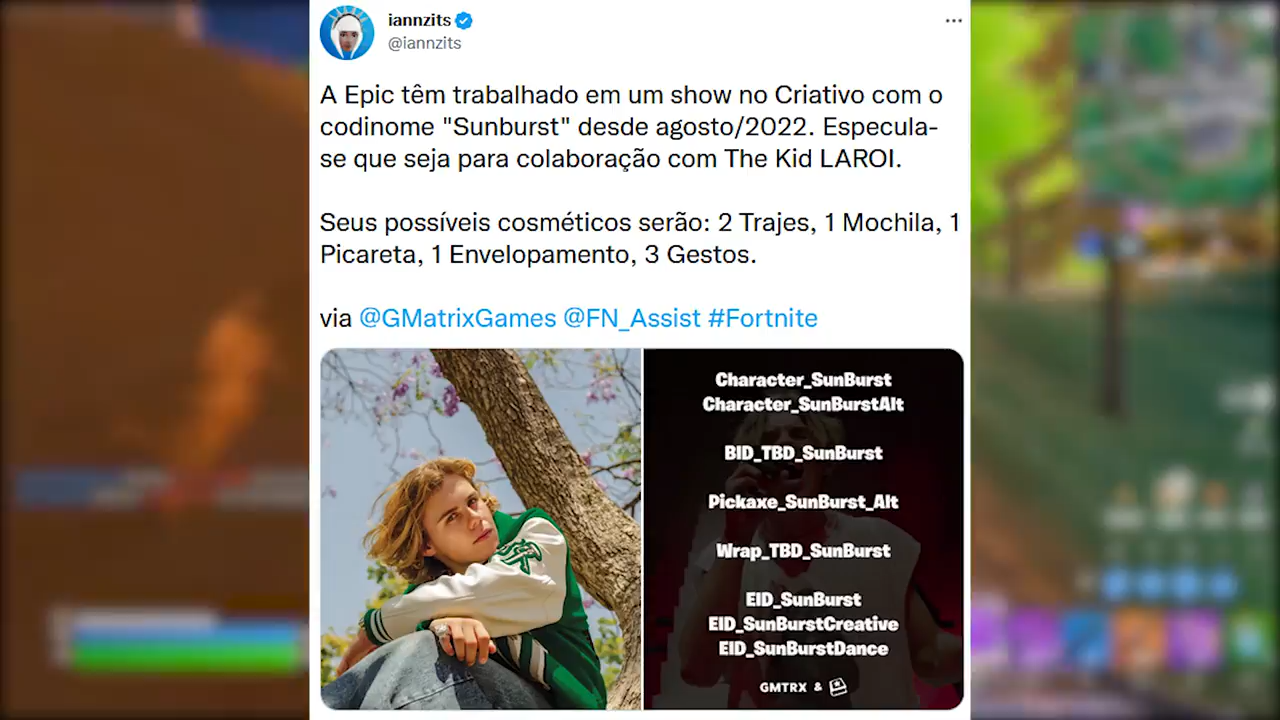 iannzits
@iannzits
A Epic têm trabalhado em um show no Criativo com o
codinome "Sunburst" desde agosto/2022. Especula-
se que seja para colaboração com The Kid LAROI.
Seus possíveis cosméticos serão: 2 Trajes, 1 Mochila, 1
Picareta, 1 Envelopamento, 3 Gestos.
via @GMatrixGames @FN_Assist #Fortnite
Character_SunBurst
Character_SunBurstAlt
BID_TBD_SunBurst
Pickaxe_SunBurst_Alt
Wrap_TBD_SunBurst
EID_SunBurst
EID_SunBurstCreative
EID_SunBurstDance
GMTRX &